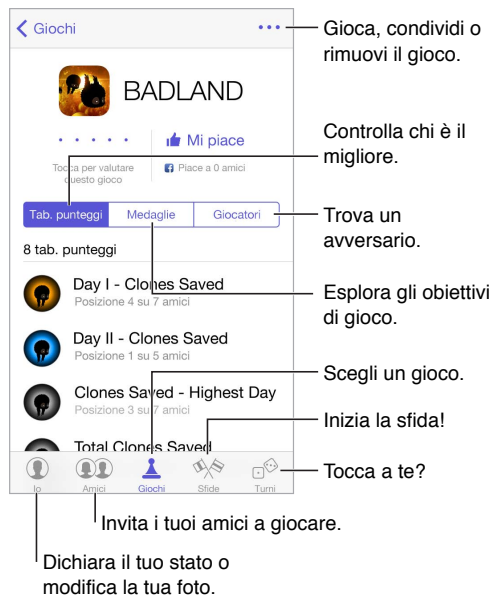 Giochi
Gioca, condividi o
rimuovi il gioco.
BADLAND
Mi piace
Tocca per valutare
questo gioco
Piace a 0 amici
Controlla chi è il
migliore.
Tab. punteggi
Medaglie
Giocatori
Trova un
avversario.
8 tab. punteggi
Day I - Clones Saved
Posizione 4 su 7 amici
Esplora gli obiettivi
di gioco.
Day II - Clones Saved
Posizione 1 su 5 amici
Scegli un gioco.
Clones Saved - Highest Day
Posizione 3 su 7 amici
Inizia la sfida!
Total Clones Saved
Io
Amici
Giochi
Sfide
Turni
Tocca a te?
Invita i tuoi amici a giocare.
Dichiara il tuo stato o
modifica la tua foto.